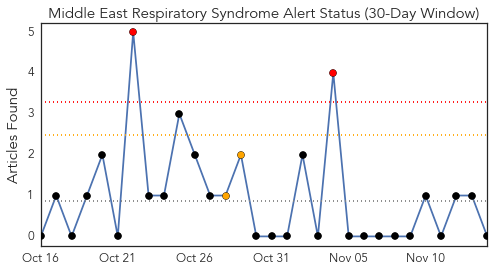 Middle East Respiratory Syndrome Alert Status (30-Day Window)
Articles Found
5
4
3
2
1
0
Oct 16 Oct 21 Oct 26 Oct 31 Nov 05 Nov 10